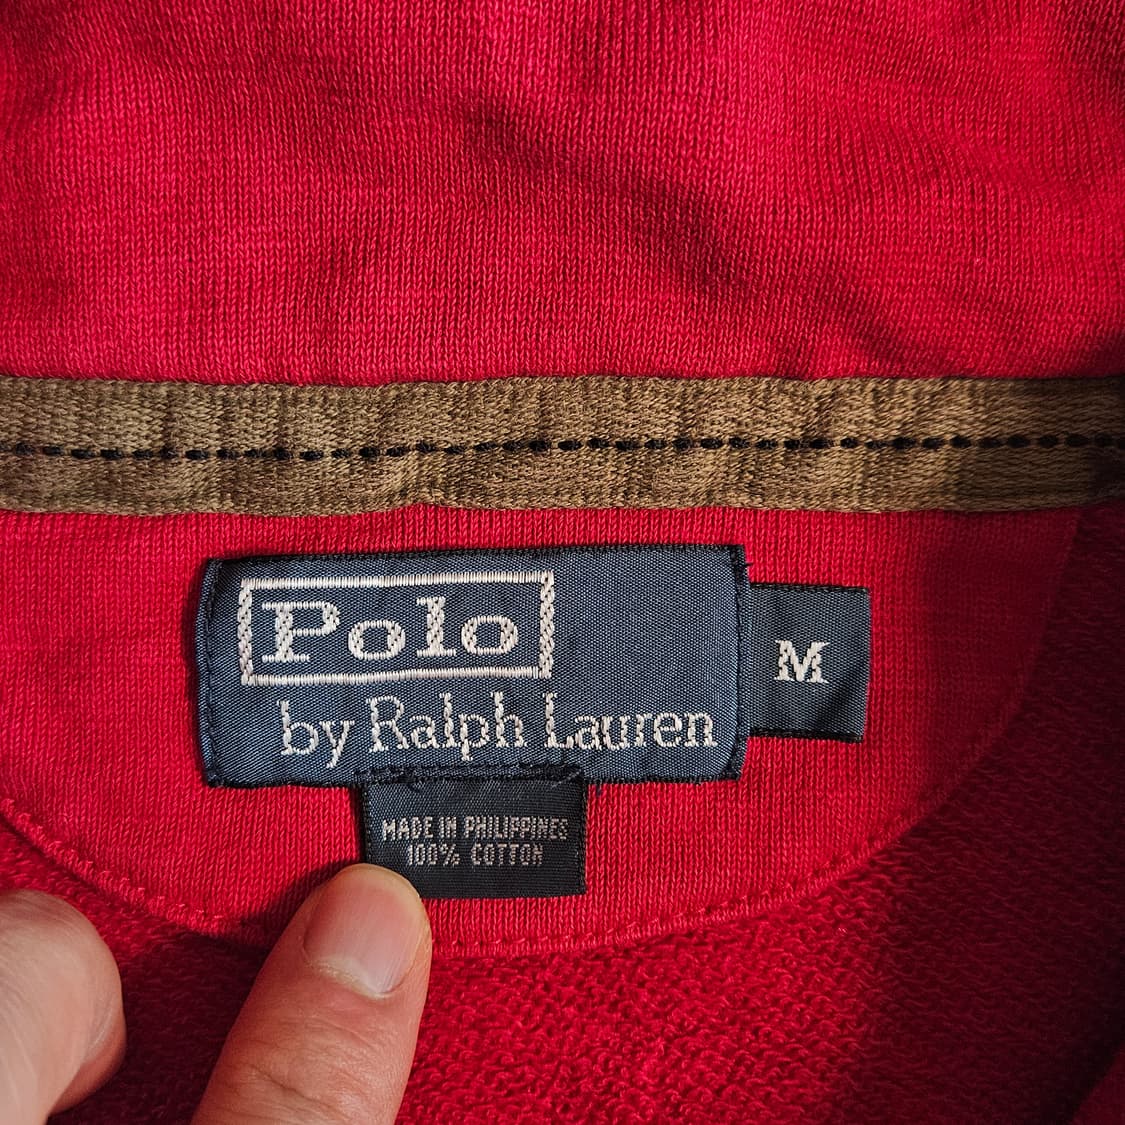 Polo
by Ralph Lauren
M
MADE IN PHILIPPINES
100% COTTON